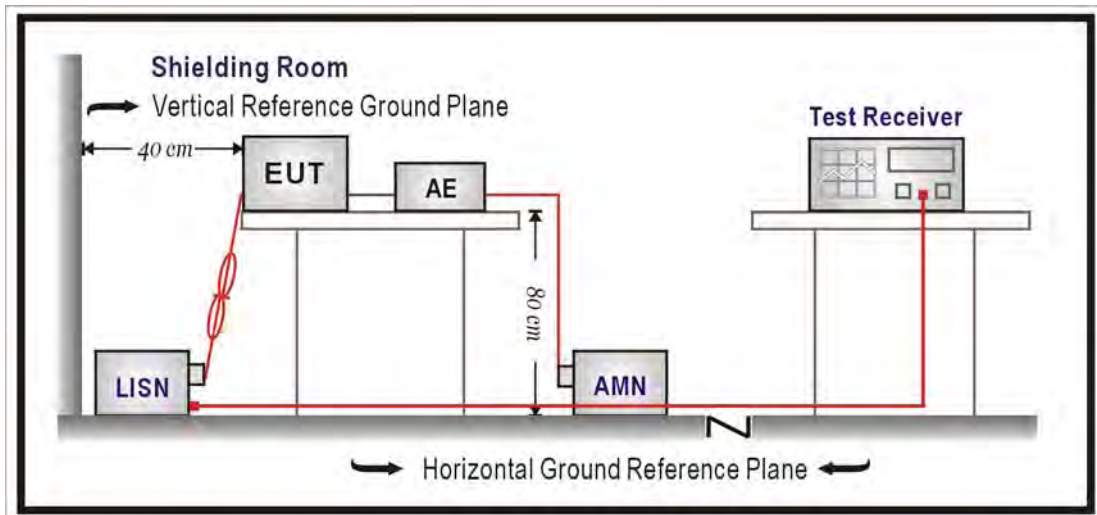 Shielding Room
Vertical Reference Ground Plane
40 cm
EUT
AE
Test Receiver
80 cm
LISN
AMN
Horizontal Ground Reference Plane